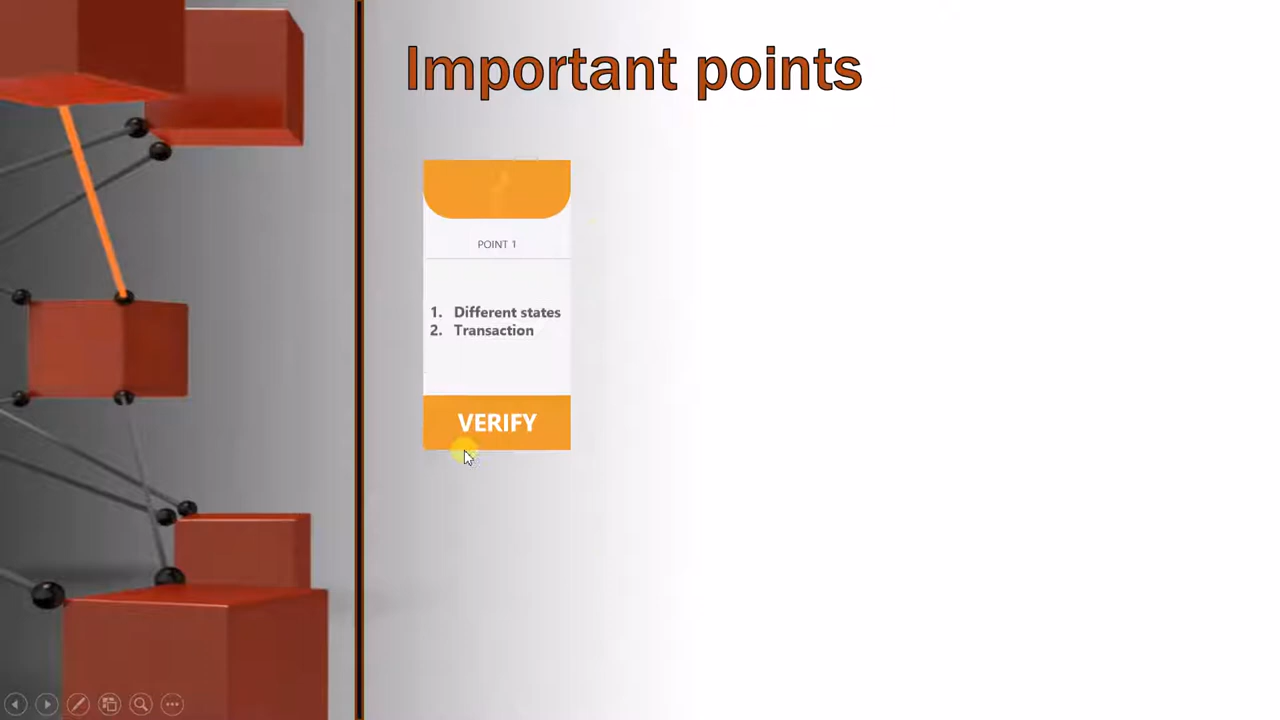 Important points
POINT 1
1. Different states
2. Transaction
VERIFY